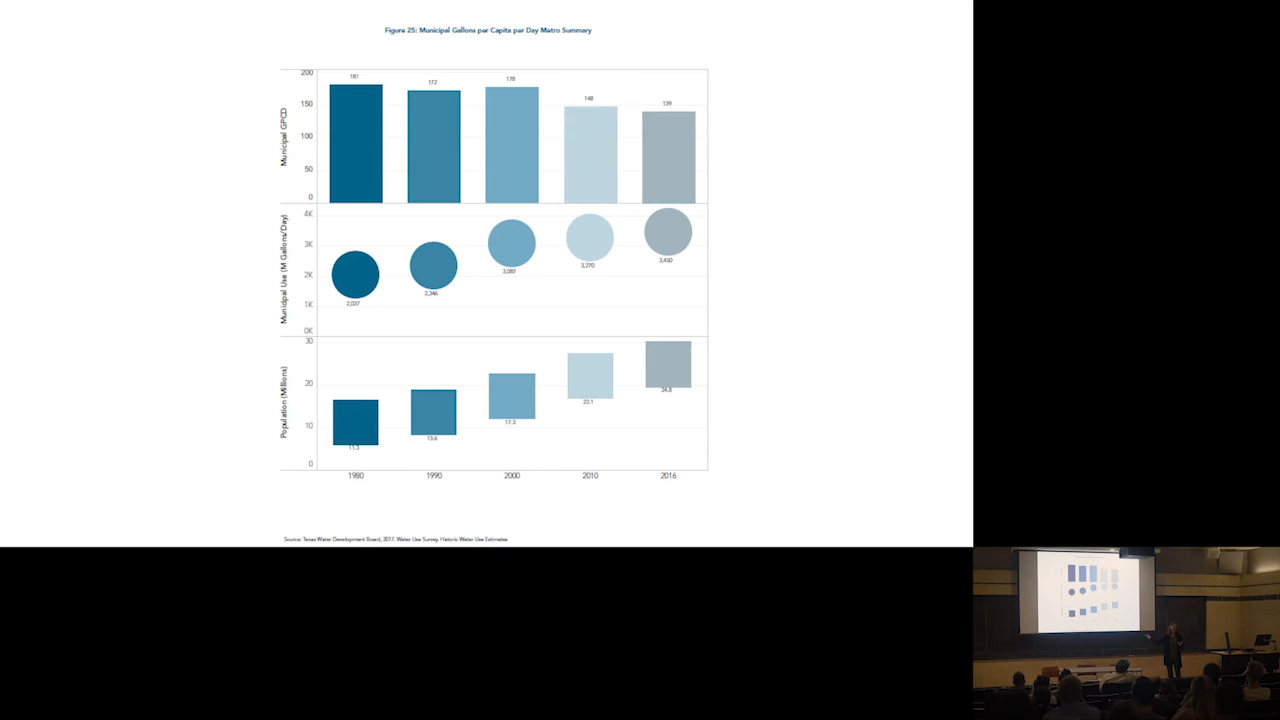 Figure 25: Municipal Gallons per Capita per Day Metro Summary
Municipal GPCD
200
150
100
50
0
181
172
178
148
139
Municipal Use (M Gallons/Day)
4K
3K
2K
1K
0K
2,037
2,346
3,087
3,270
3,450
Population (Millions)
30
20
10
0
11.3
13.6
17.3
22.1
24.8
1980
1990
2000
2010
2016
Source: Texas Water Development Board, 2017. Water Use Survey. Historic Water Use Estimates